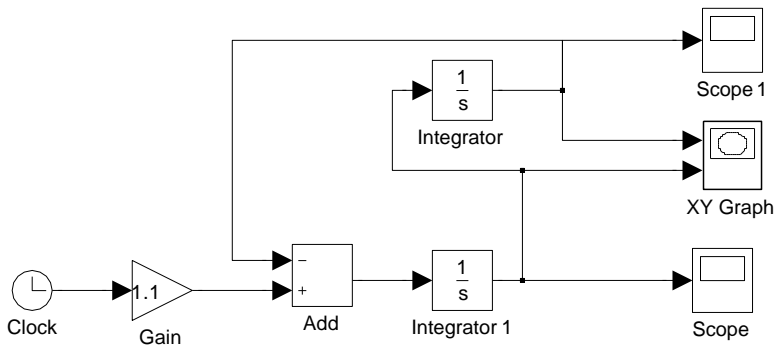 Scope 1
1
s
Integrator
XY Graph
−
+
1
s
1.1
Clock
Gain
Add
Integrator 1
Scope